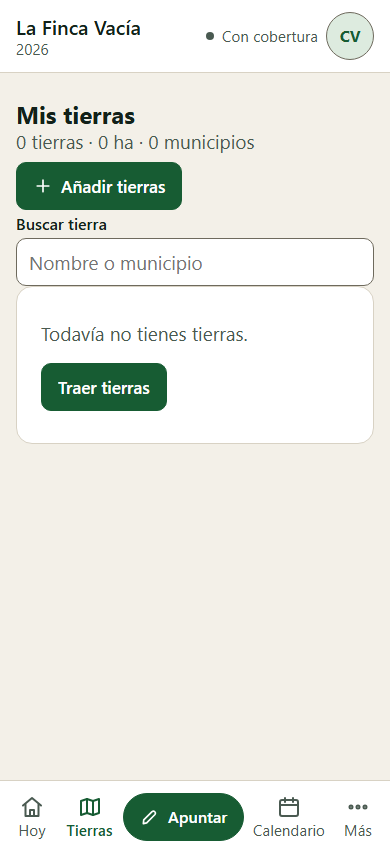 La Finca Vacía
2026
Con cobertura
CV
Mis tierras
0 tierras · 0 ha · 0 municipios
Añadir tierras
Buscar tierra
Nombre o municipio
Todavía no tienes tierras.
Traer tierras
Hoy
Tierras
Apuntar
Calendario
Más